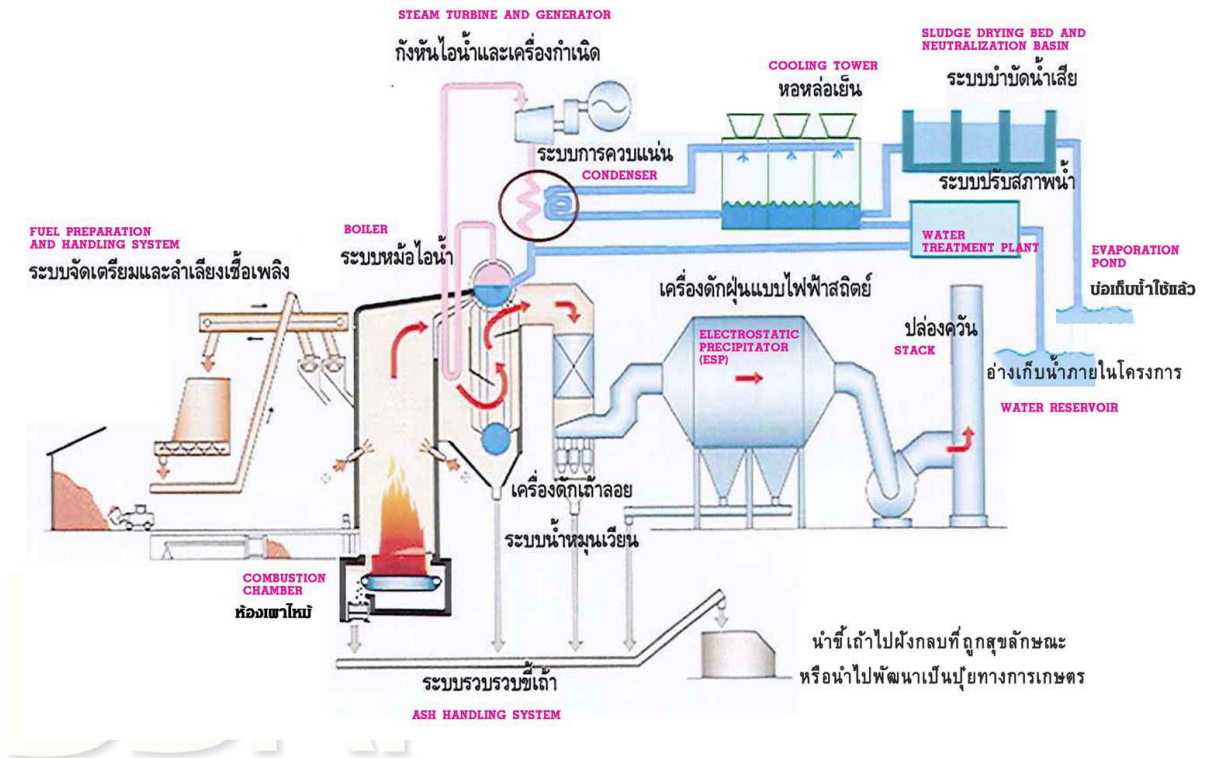 STEAM TURBINE AND GENERATOR
กังหันไอน้ำและเครื่องกำเนิด
SLUDGE DRYING BED AND
NEUTRALIZATION BASIN
ระบบบำบัดน้ำเสีย
COOLING TOWER
หอหล่อเย็น
ระบบการควบแน่น
CONDENSER
ระบบปรับสภาพน้ำ
FUEL PREPARATION
AND HANDLING SYSTEM
ระบบจัดเตรียมและลำเลียงเชื้อเพลิง
BOILER
ระบบหม้อไอน้ำ
WATER
TREATMENT PLANT
EVAPORATION
POND
บ่อเก็บน้ำใช้แล้ว
เครื่องดักฝุ่นแบบไฟฟ้าสถิตย์
ELECTROSTATIC
PRECIPITATOR
(ESP)
ปล่องควัน
STACK
อ่างเก็บน้ำภายในโครงการ
WATER RESERVOIR
เครื่องดักเถ้าลอย
ระบบน้ำหมุนเวียน
COMBUSTION
CHAMBER
ห้องเผาไหม้
นำขี้เถ้าไปฝังกลบที่ถูกสุขลักษณะ
หรือนำไปพัฒนาเป็นปุ๋ยทางการเกษตร
ระบบรวบรวบขี้เถ้า
ASH HANDLING SYSTEM